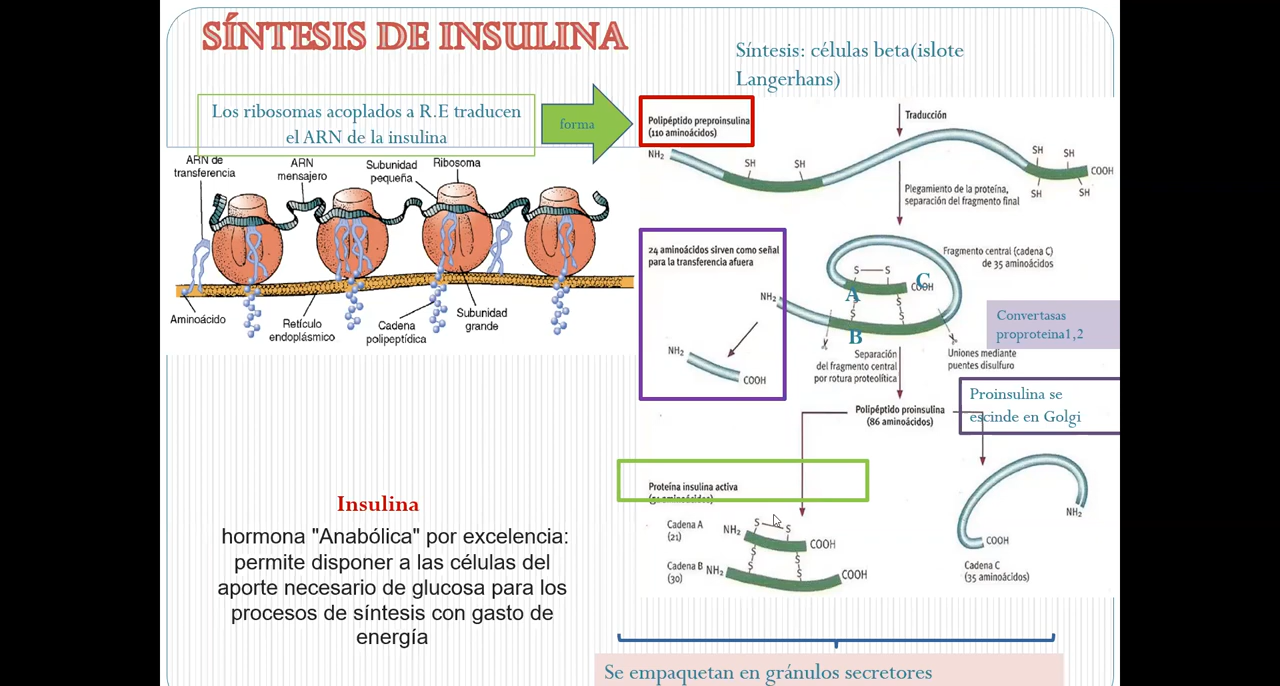 SÍNTESIS DE INSULINA
Síntesis: células beta(islote
Langerhans)
Los ribosomas acoplados a R.E traducen
el ARN de la insulina
forma
ARN de
transferencia
ARN
mensajero
Subunidad
pequeña
Ribosoma
Aminoácido
Retículo
endoplásmico
Cadena
polipeptídica
Subunidad
grande
Polipéptido preproinsulina
(110 aminoácidos)
Traducción
NH2
SH
SH
SH
SH
SH
SH
COOH
Plegamiento de la proteína,
separación del fragmento final
24 aminoácidos sirven como señal
para la transferencia afuera
NH2
COOH
Fragmento central (cadena C)
de 35 aminoácidos
S
S
A
COOH
C
S
S
S
S
NH2
B
Convertasas
proproteina1,2
Separación
del fragmento central
por rotura proteolítica
Uniones mediante
puentes disulfuro
Polipéptido proinsulina
(86 aminoácidos)
Proinsulina se
escinde en Golgi
Proteína insulina activa
Cadena A
(21)
NH2
S
S
COOH
S
S
S
S
Cadena B
(30)
NH2
COOH
NH2
COOH
Cadena C
(35 aminoácidos)
Insulina
hormona "Anabólica" por excelencia:
permite disponer a las células del
aporte necesario de glucosa para los
procesos de síntesis con gasto de
energía
Se empaquetan en gránulos secretores